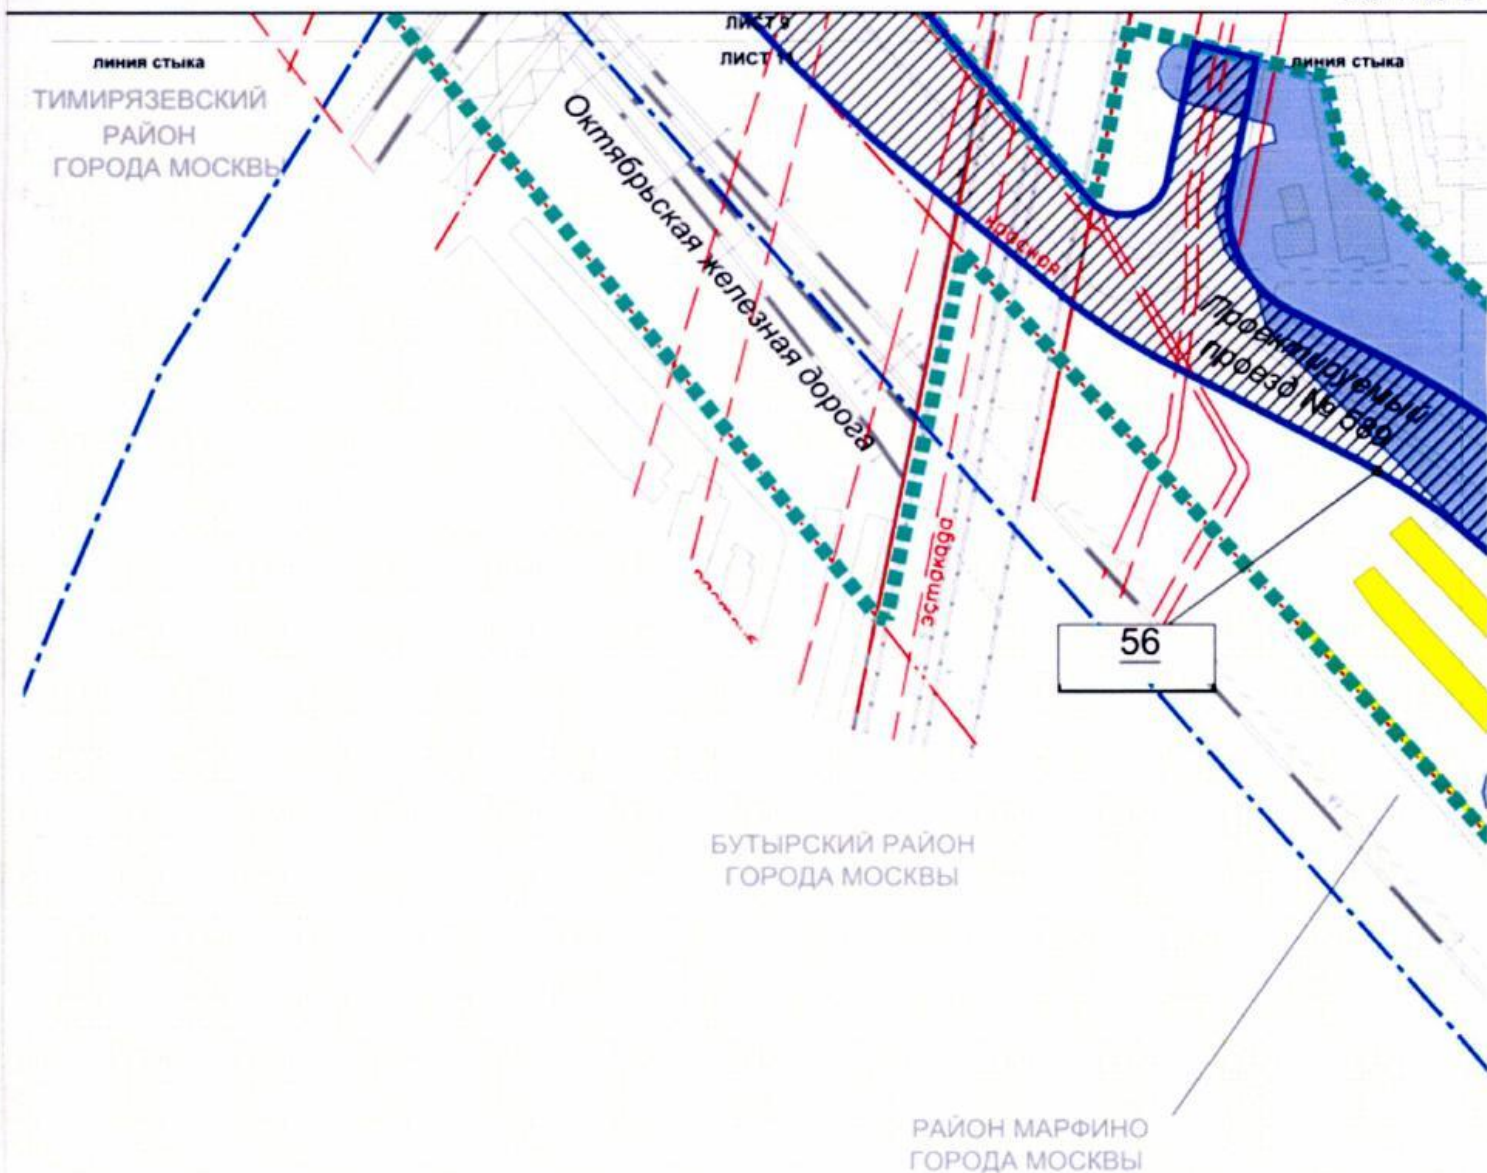 ЛИСТ 9
линия стыка
ЛИСТ 11
линия стыка
ТИМИРЯЗЕВСКИЙ
РАЙОН
ГОРОДА МОСКВЫ
Октябрьская железная дорога
красная
Проектируемый
проезд № 589
эстакада
56
БУТЫРСКИЙ РАЙОН
ГОРОДА МОСКВЫ
РАЙОН МАРФИНО
ГОРОДА МОСКВЫ